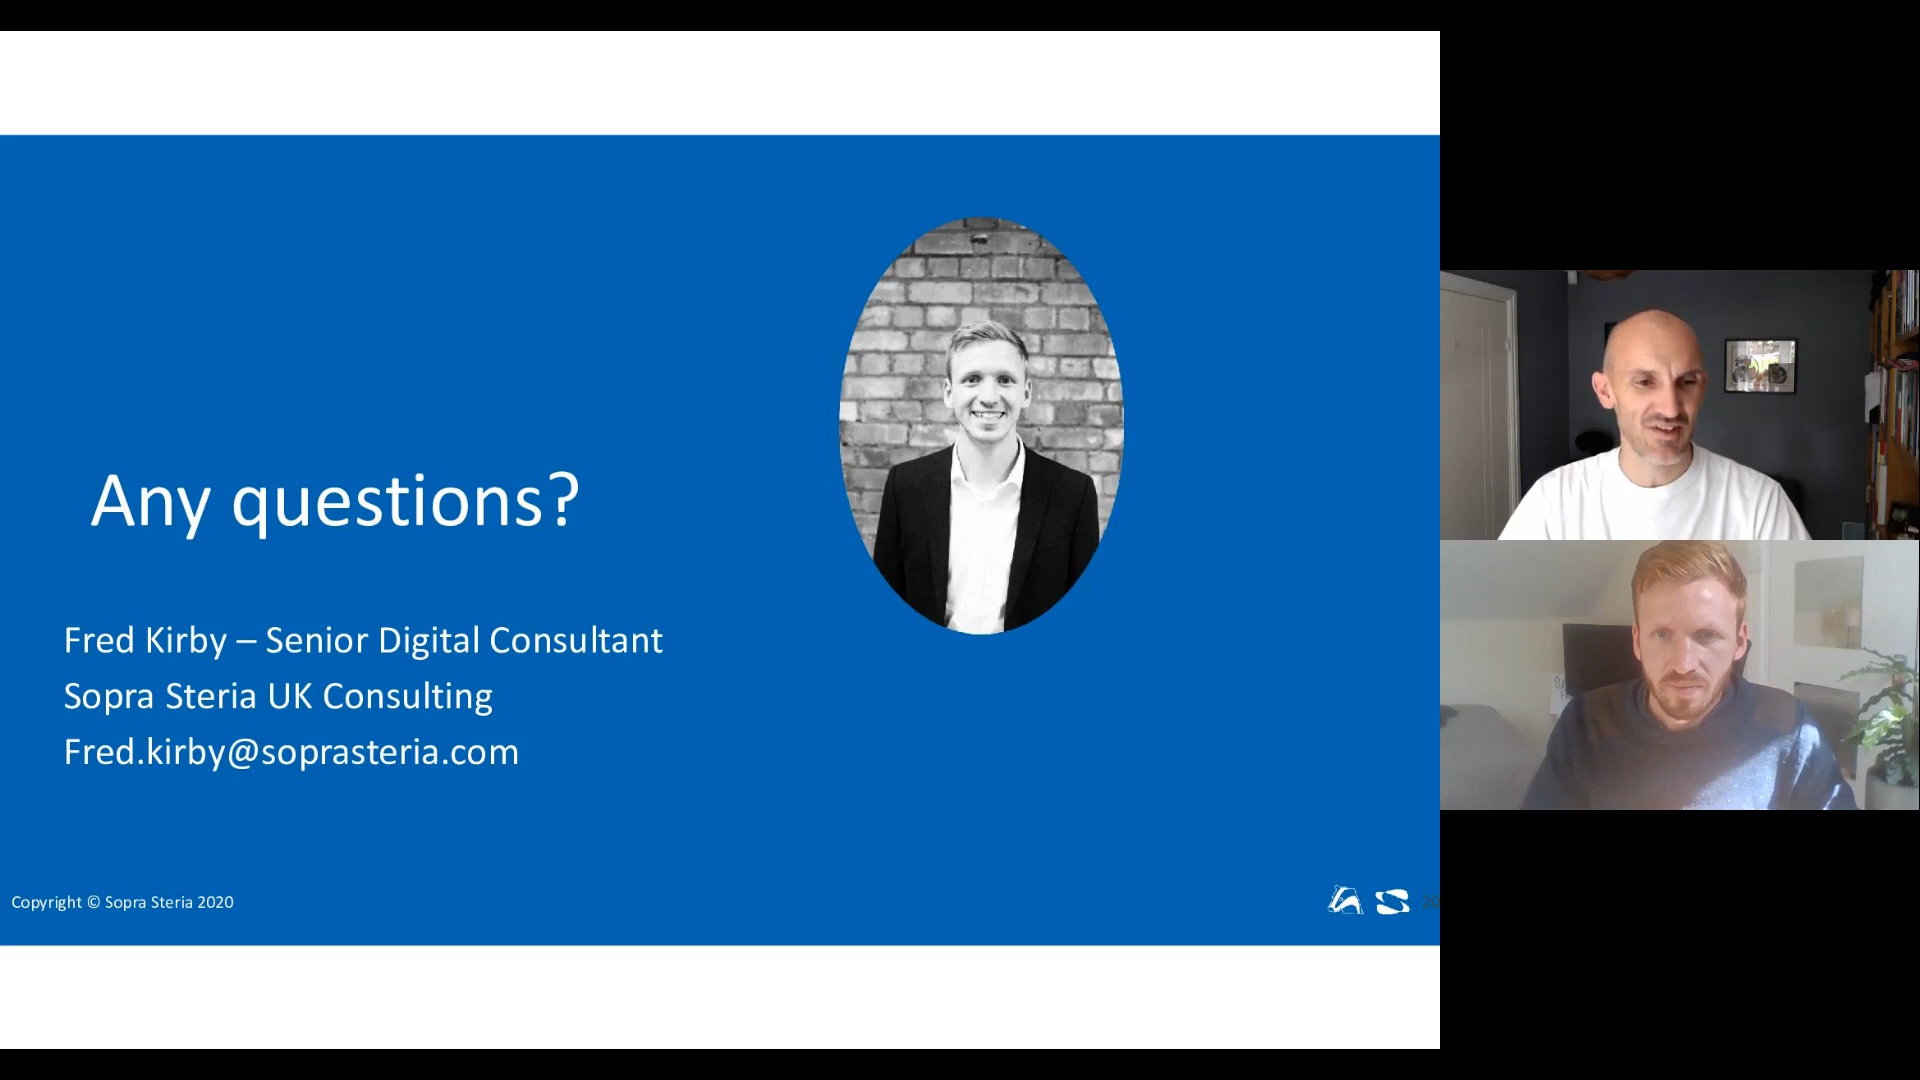 Any questions?
Fred Kirby – Senior Digital Consultant
Sopra Steria UK Consulting
Fred.kirby@soprasteria.com
Copyright © Sopra Steria 2020
20